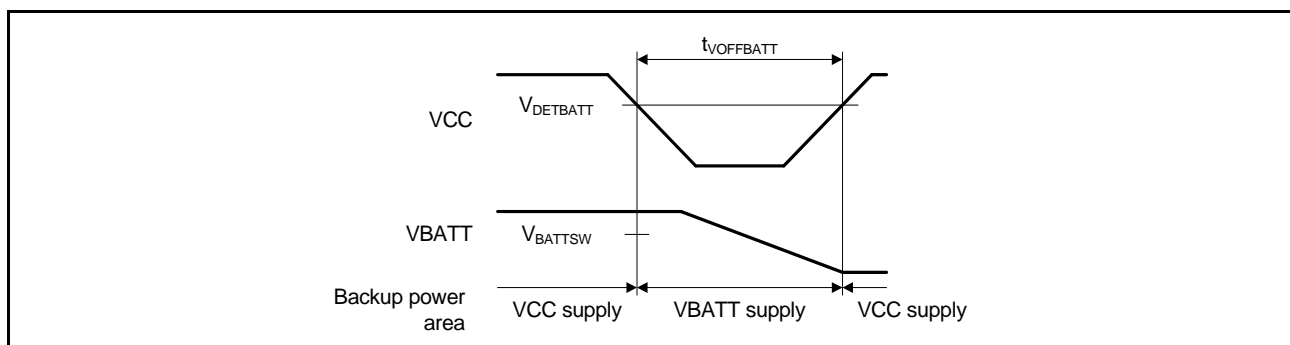 tVOFFBATT
VCC
VDETBATT
VBATT
VBATTSW
Backup power
area
VCC supply
VBATT supply
VCC supply